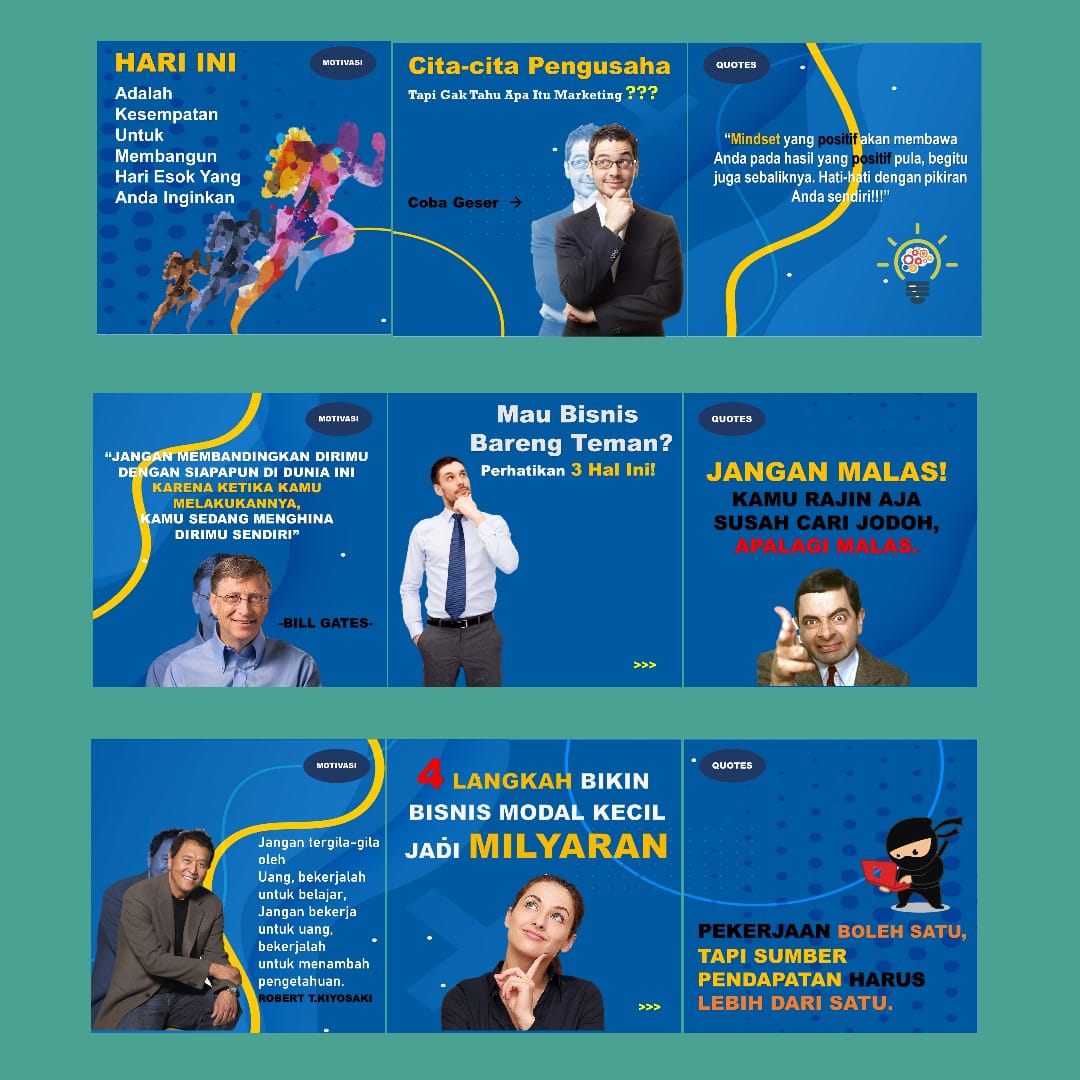 HARI INI
MOTIVASI
Adalah
Kesempatan
Untuk
Membangun
Hari Esok Yang
Anda Inginkan
Cita-cita Pengusaha
Tapi Gak Tahu Apa Itu Marketing ???
Coba Geser →
QUOTES
“Mindset yang positif akan membawa
Anda pada hasil yang positif pula, begitu
juga sebaliknya. Hati-hati dengan pikiran
Anda sendiri!!!”
MOTIVASI
“JANGAN MEMBANDINGKAN DIRIMU
DENGAN SIAPAPUN DI DUNIA INI
KARENA KETIKA KAMU
MELAKUKANNYA,
KAMU SEDANG MENGHINA
DIRIMU SENDIRI”
-BILL GATES-
Mau Bisnis
Bareng Teman?
Perhatikan 3 Hal Ini!
>>>
QUOTES
JANGAN MALAS!
KAMU RAJIN AJA
SUSAH CARI JODOH,
APALAGI MALAS.
MOTIVASI
Jangan tergila-gila
oleh
Uang, bekerjalah
untuk belajar,
Jangan bekerja
untuk uang,
bekerjalah
untuk menambah
pengetahuan.
ROBERT T.KIYOSAKI
4 LANGKAH BIKIN
BISNIS MODAL KECIL
JADI MILYARAN
>>>
QUOTES
PEKERJAAN BOLEH SATU,
TAPI SUMBER
PENDAPATAN HARUS
LEBIH DARI SATU.